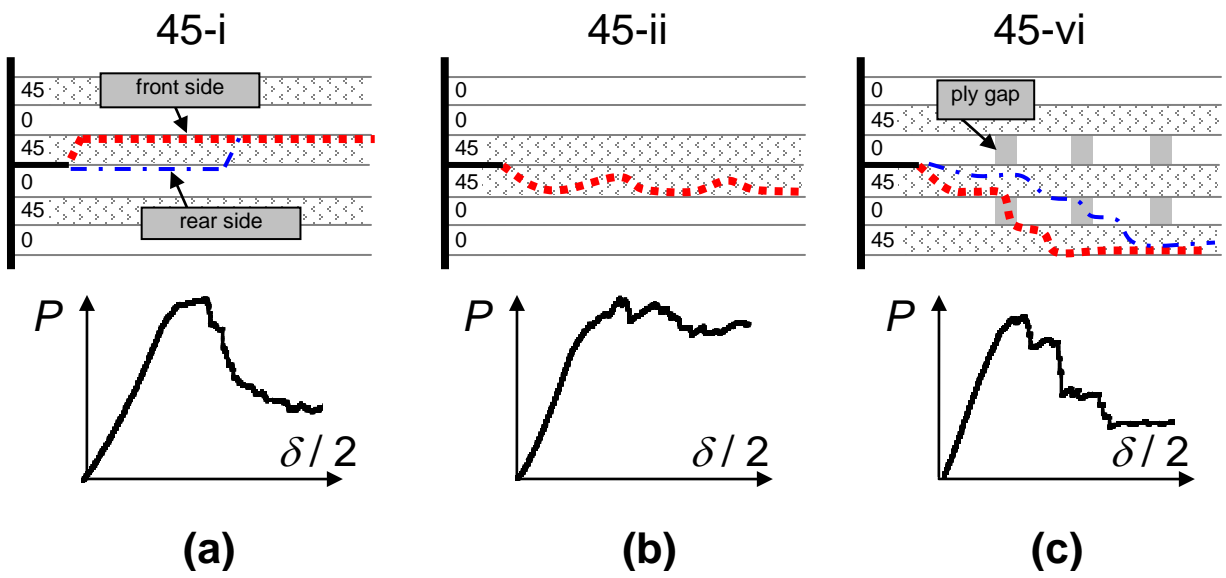 45-i
45
front side
0
45
0
45
rear side
0
P
δ / 2
(a)
45-ii
0
0
45
45
0
0
P
δ / 2
(b)
45-vi
0
ply gap
45
0
45
0
45
P
δ / 2
(c)